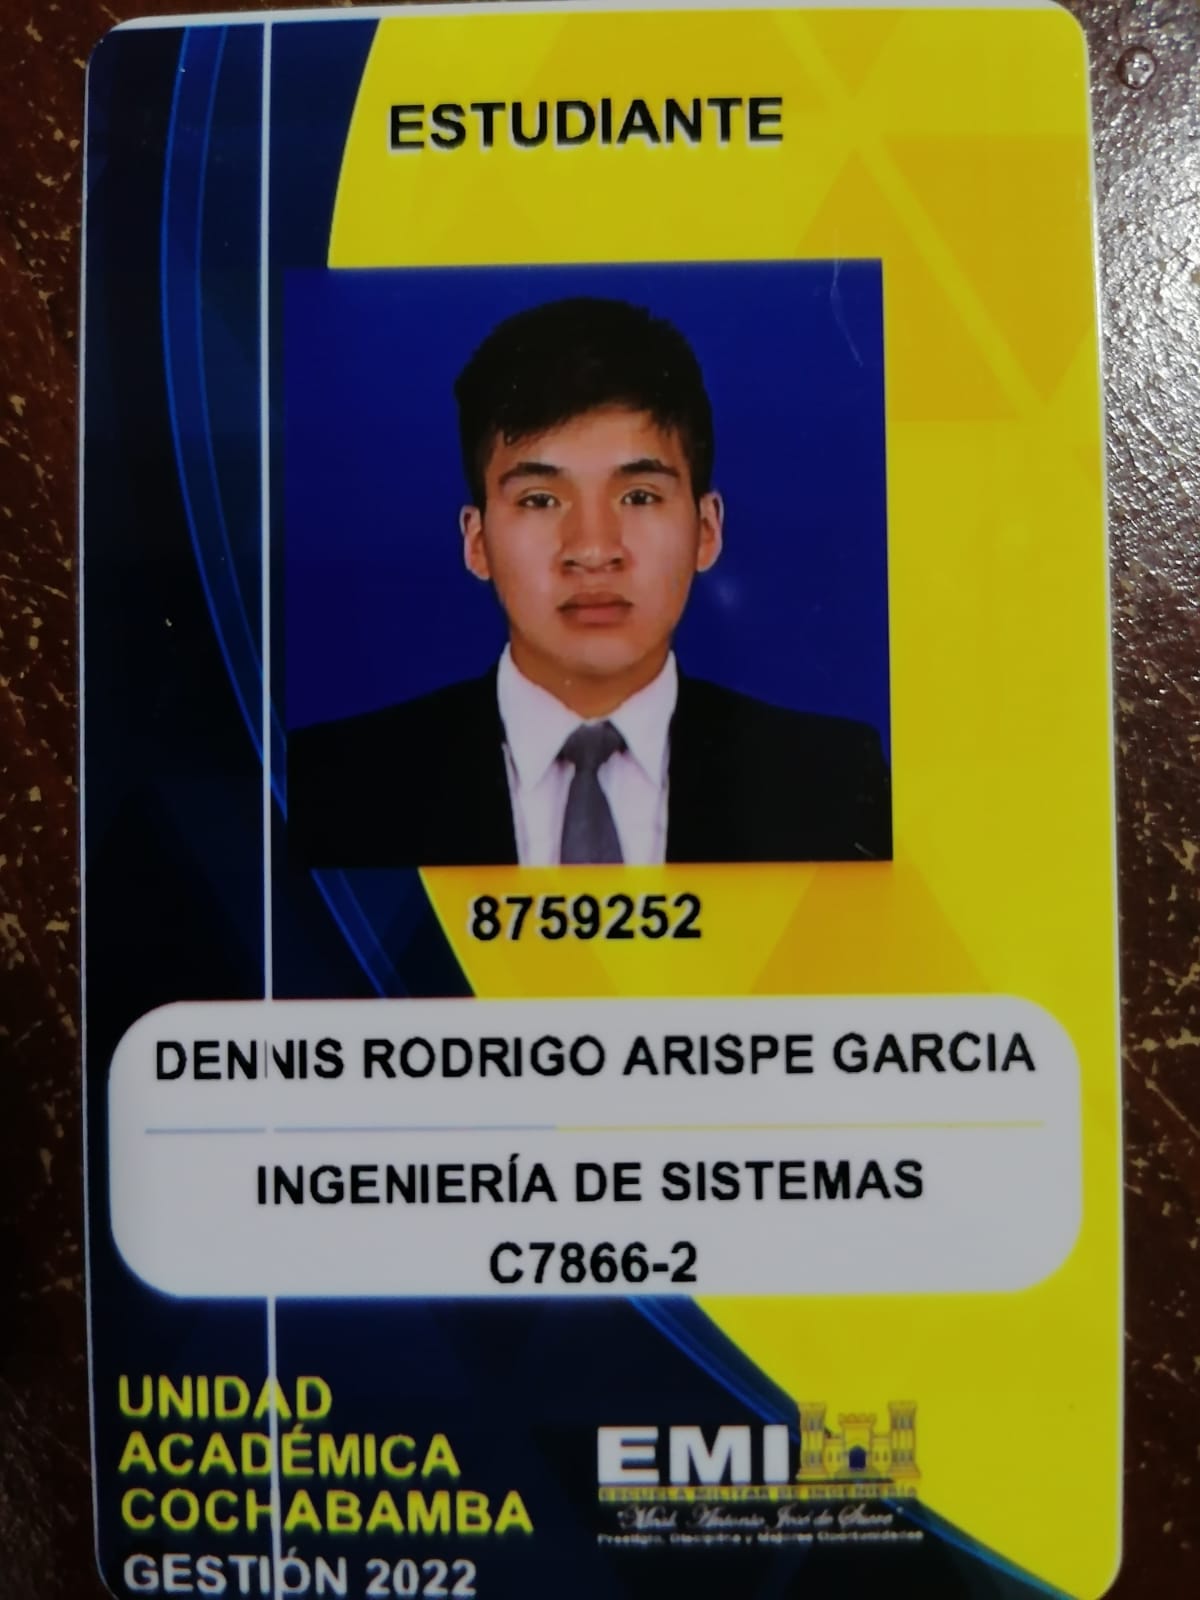 ESTUDIANTE
8759252
DENNIS RODRIGO ARISPE GARCIA
INGENIERÍA DE SISTEMAS
C7866-2
UNIDAD
ACADÉMICA
COCHABAMBA
GESTIÓN 2022
EMI
ESCUELA MILITAR DE INGENIERÍA
"Mcal. Antonio José de Sucre"
Prestigio, Disciplina y Mejores Oportunidades